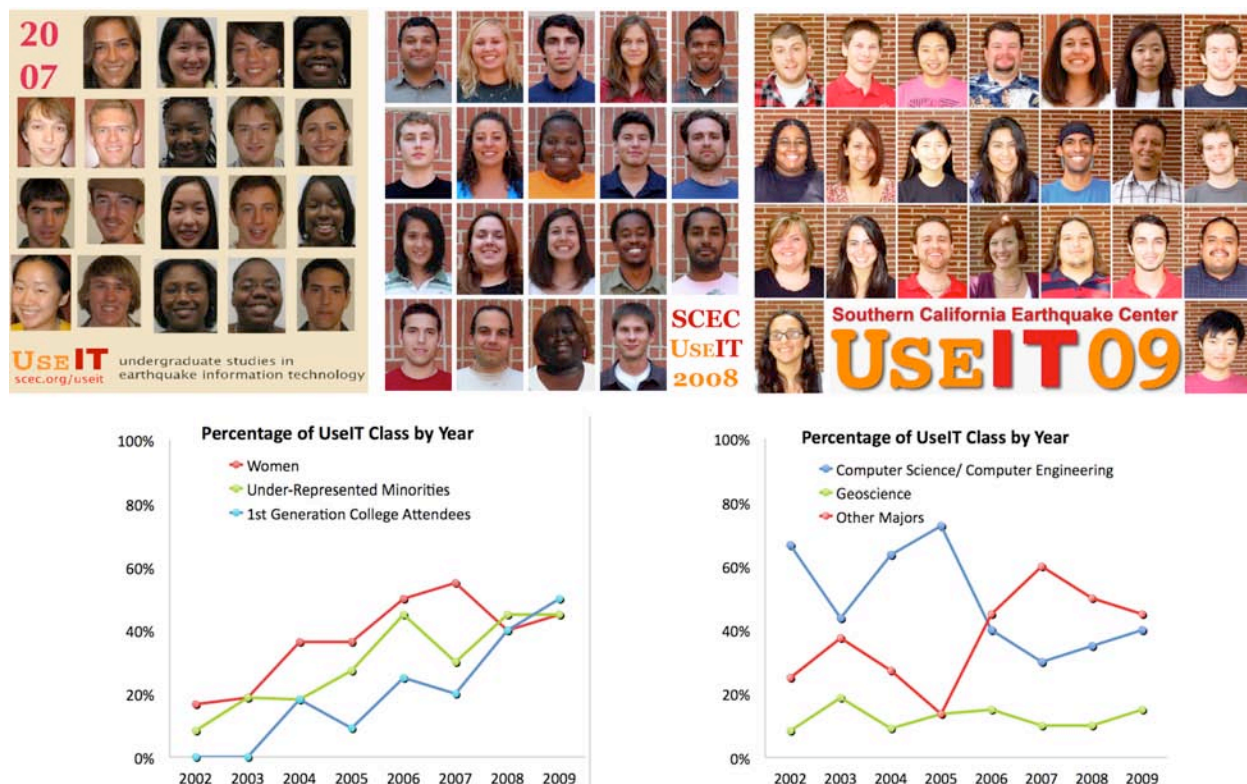 20
07
USEIT undergraduate studies in
scec.org/useit earthquake information technology
SCEC
USEIT
2008
Southern California Earthquake Center
USEIT 09
Percentage of UseIT Class by Year
Women
Under-Represented Minorities
1st Generation College Attendees
100%
80%
60%
40%
20%
0%
2002 2003 2004 2005 2006 2007 2008 2009
Percentage of UseIT Class by Year
Computer Science/ Computer Engineering
Geoscience
Other Majors
100%
80%
60%
40%
20%
0%
2002 2003 2004 2005 2006 2007 2008 2009